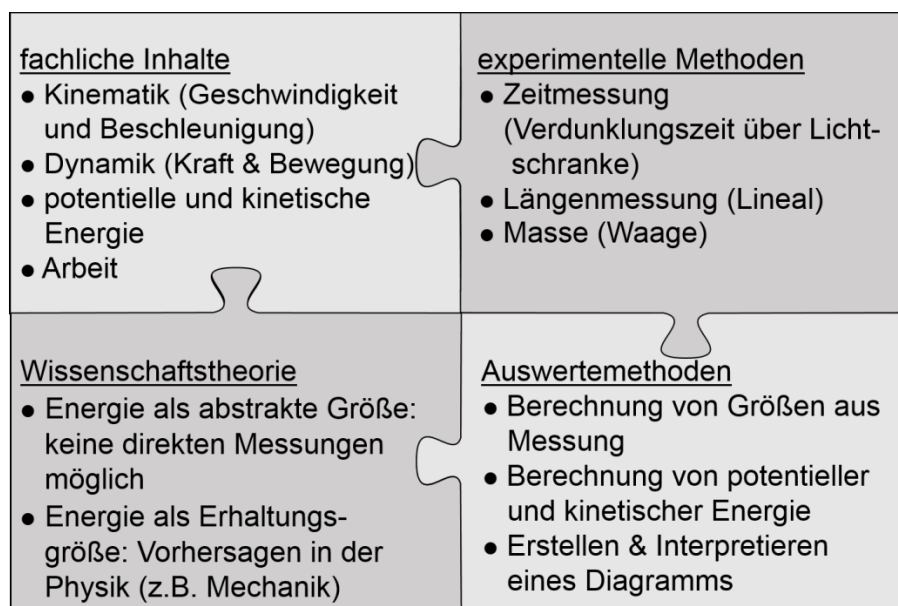 fachliche Inhalte
● Kinematik (Geschwindigkeit
und Beschleunigung)
● Dynamik (Kraft & Bewegung)
● potentielle und kinetische
Energie
● Arbeit
experimentelle Methoden
● Zeitmessung
(Verdunklungszeit über Licht-
schranke)
● Längenmessung (Lineal)
● Masse (Waage)
Wissenschaftstheorie
● Energie als abstrakte Größe:
keine direkten Messungen
möglich
● Energie als Erhaltungs-
größe: Vorhersagen in der
Physik (z.B. Mechanik)
Auswertemethoden
● Berechnung von Größen aus
Messung
● Berechnung von potentieller
und kinetischer Energie
● Erstellen & Interpretieren
eines Diagramms